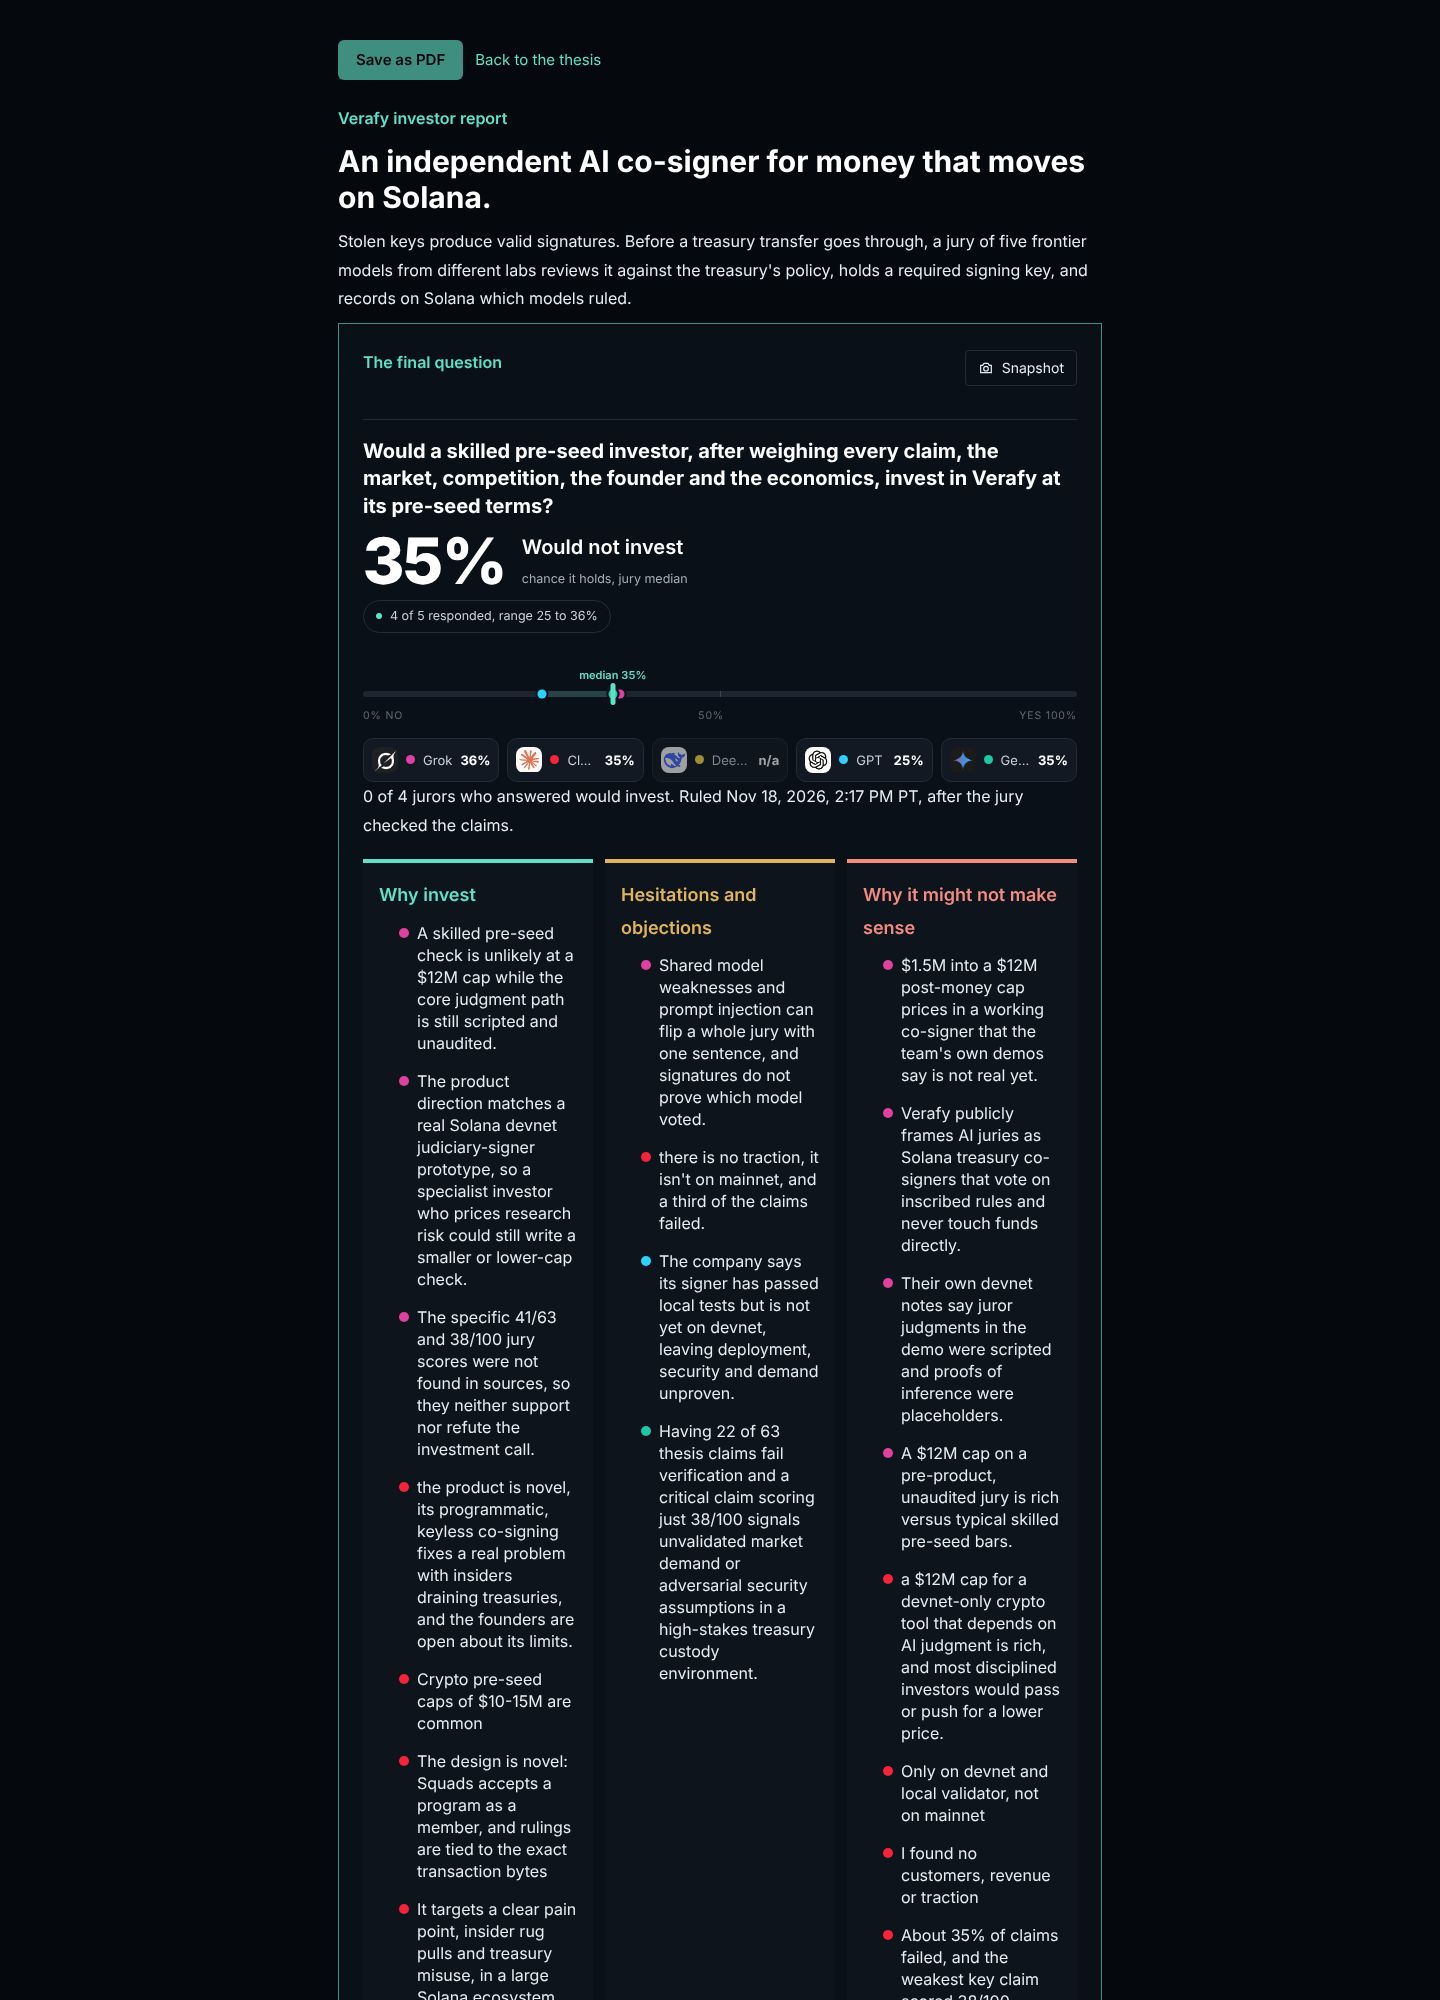 Save as PDF
Back to the thesis
Verafy investor report
An independent AI co-signer for money that moves
on Solana.
Stolen keys produce valid signatures. Before a treasury transfer goes through, a jury of five frontier
models from different labs reviews it against the treasury's policy, holds a required signing key, and
records on Solana which models ruled.
The final question
Snapshot
Would a skilled pre-seed investor, after weighing every claim, the
market, competition, the founder and the economics, invest in Verafy at
its pre-seed terms?
35%
Would not invest
chance it holds, jury median
4 of 5 responded, range 25 to 36%
median 35%
0% NO
50%
YES 100%
Grok 36%
Cl... 35%
Dee... n/a
GPT 25%
Ge... 35%
0 of 4 jurors who answered would invest. Ruled Nov 18, 2026, 2:17 PM PT, after the jury
checked the claims.
Why invest
A skilled pre-seed
check is unlikely at a
$12M cap while the
core judgment path
is still scripted and
unaudited.
The product
direction matches a
real Solana devnet
judiciary-signer
prototype, so a
specialist investor
who prices research
risk could still write a
smaller or lower-cap
check.
The specific 41/63
and 38/100 jury
scores were not
found in sources, so
they neither support
nor refute the
investment call.
the product is novel,
its programmatic,
keyless co-signing
fixes a real problem
with insiders
draining treasuries,
and the founders are
open about its limits.
Crypto pre-seed
caps of $10-15M are
common
The design is novel:
Squads accepts a
program as a
member, and rulings
are tied to the exact
transaction bytes
It targets a clear pain
point, insider rug
pulls and treasury
misuse, in a large
Solana ecosystem
Hesitations and
objections
Shared model
weaknesses and
prompt injection can
flip a whole jury with
one sentence, and
signatures do not
prove which model
voted.
there is no traction, it
isn't on mainnet, and
a third of the claims
failed.
The company says
its signer has passed
local tests but is not
yet on devnet,
leaving deployment,
security and demand
unproven.
Having 22 of 63
thesis claims fail
verification and a
critical claim scoring
just 38/100 signals
unvalidated market
demand or
adversarial security
assumptions in a
high-stakes treasury
custody
environment.
Why it might not make
sense
$1.5M into a $12M
post-money cap
prices in a working
co-signer that the
team's own demos
say is not real yet.
Verafy publicly
frames AI juries as
Solana treasury co-
signers that vote on
inscribed rules and
never touch funds
directly.
Their own devnet
notes say juror
judgments in the
demo were scripted
and proofs of
inference were
placeholders.
A $12M cap on a
pre-product,
unaudited jury is rich
versus typical skilled
pre-seed bars.
a $12M cap for a
devnet-only crypto
tool that depends on
AI judgment is rich,
and most disciplined
investors would pass
or push for a lower
price.
Only on devnet and
local validator, not
on mainnet
I found no
customers, revenue
or traction
About 35% of claims
failed, and the
weakest key claim
scored 38/100